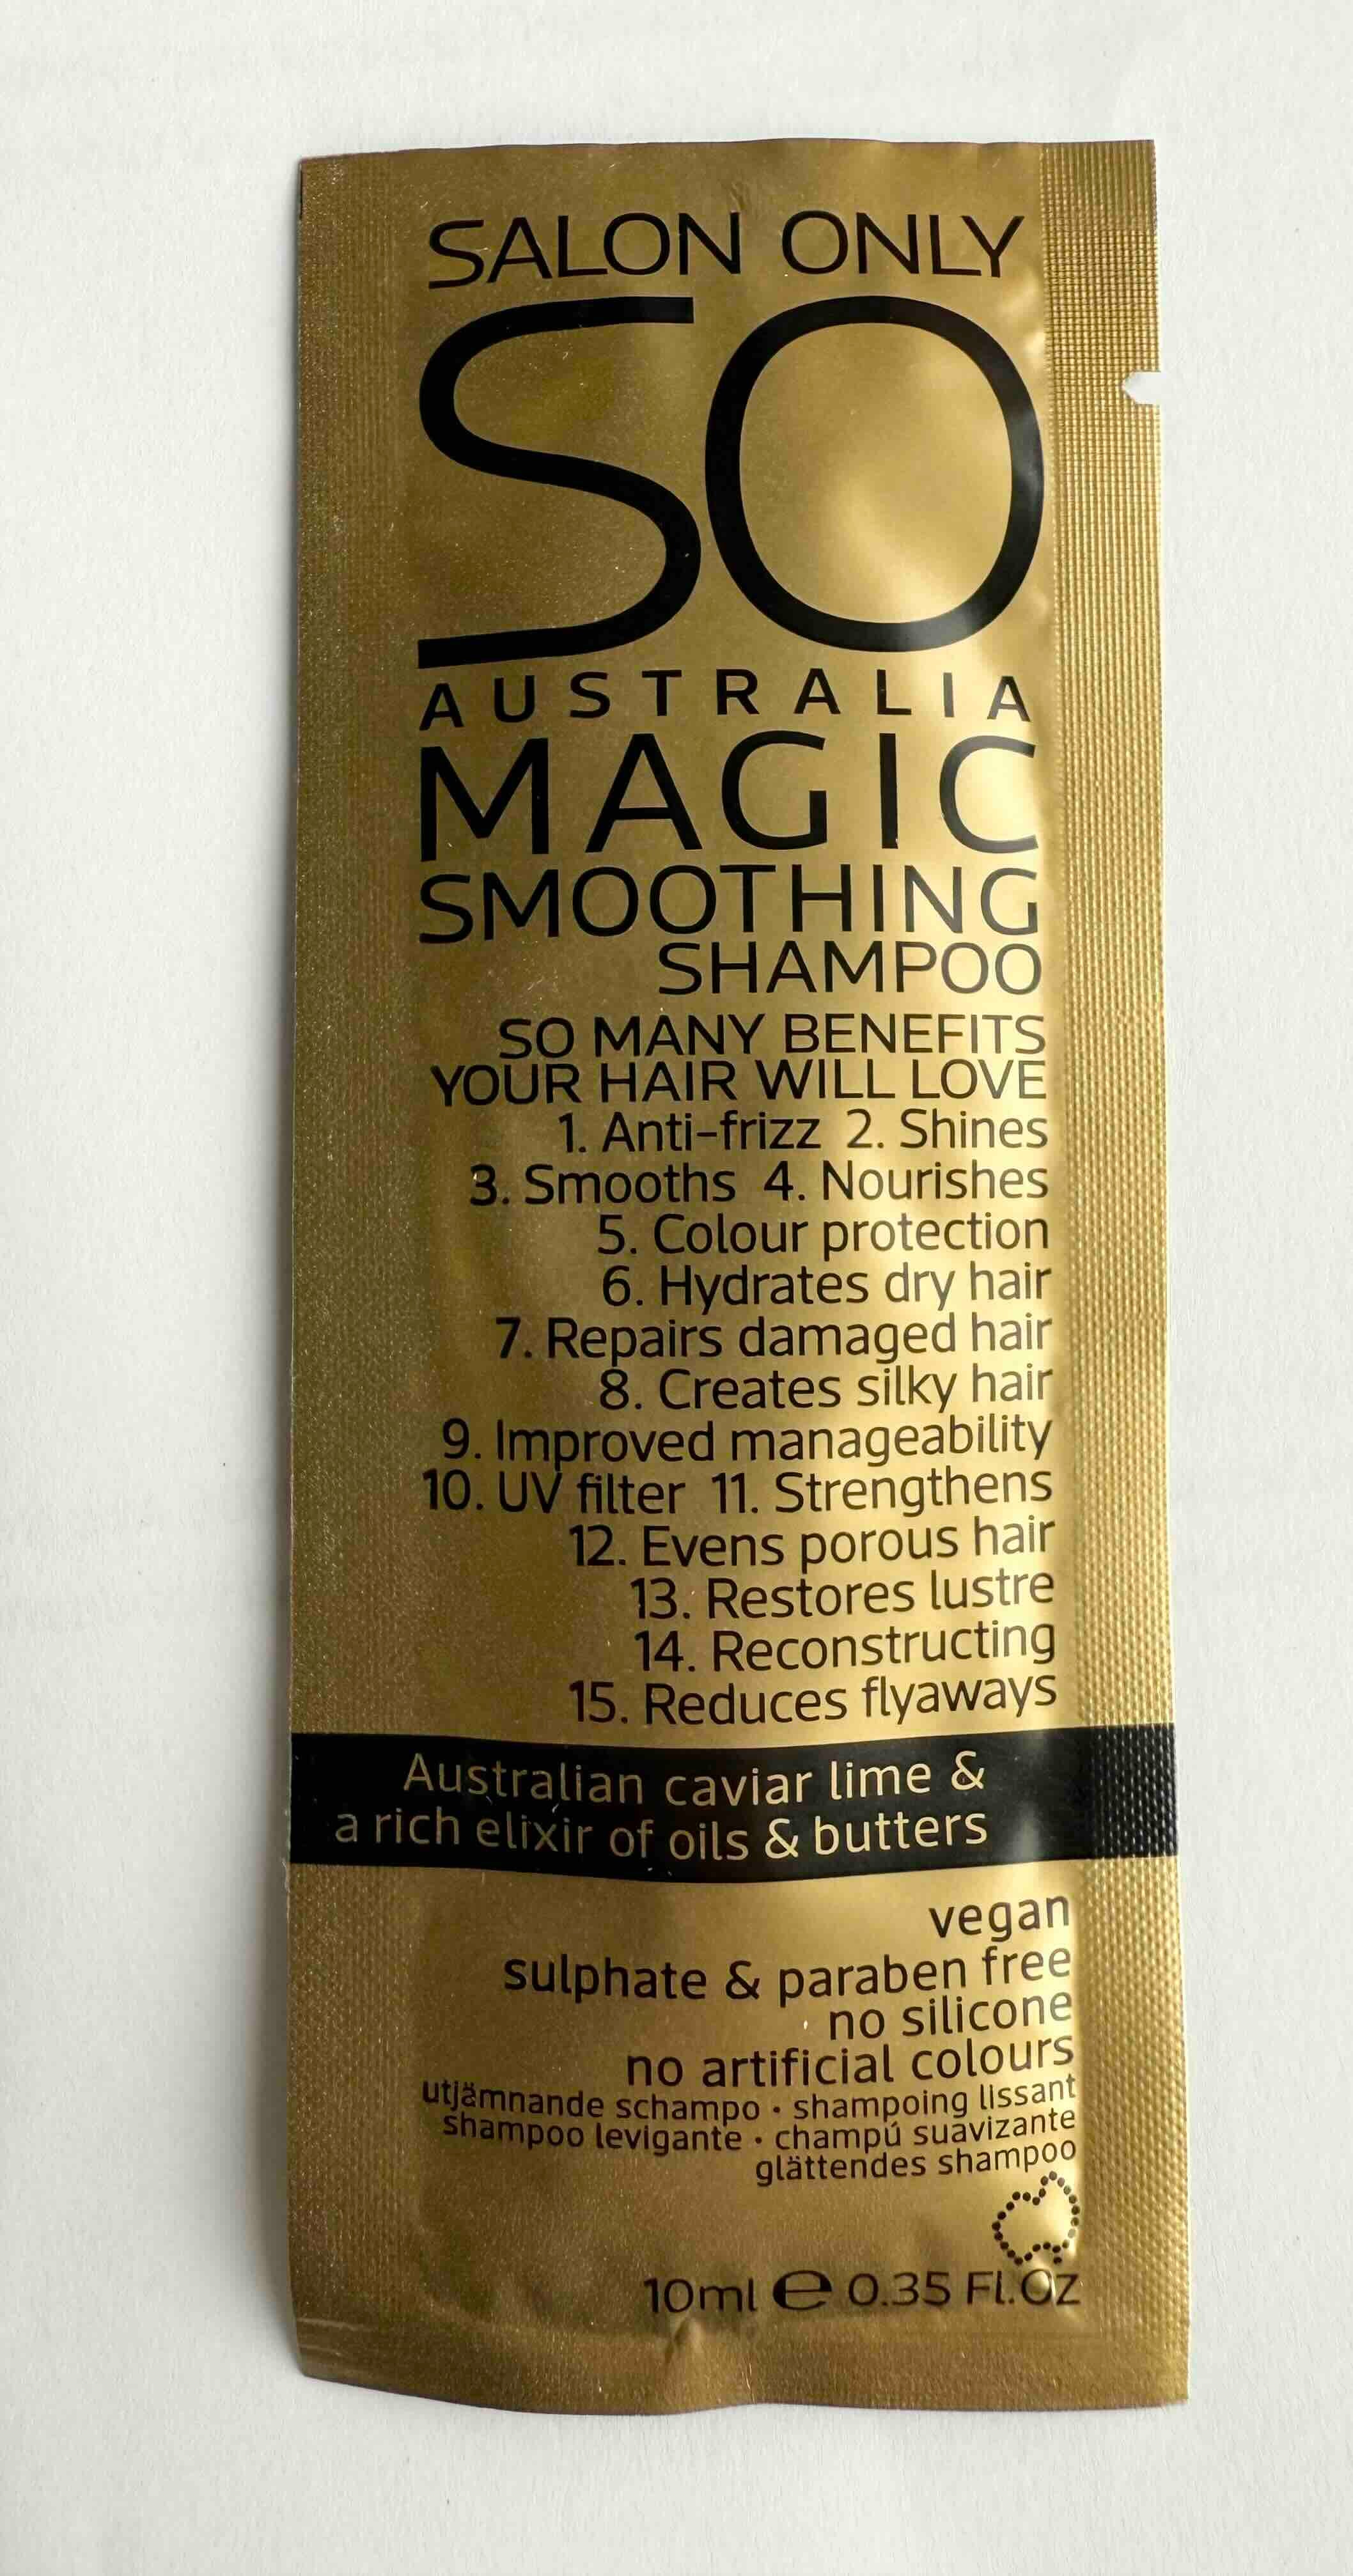 SALON ONLY
SO
AUSTRALIA
MAGIC
SMOOTHING
SHAMPOO
SO MANY BENEFITS
YOUR HAIR WILL LOVE
1. Anti-frizz 2. Shines
3. Smooths 4. Nourishes
5. Colour protection
6. Hydrates dry hair
7. Repairs damaged hair
8. Creates silky hair
9. Improved manageability
10. UV filter 11. Strengthens
12. Evens porous hair
13. Restores lustre
14. Reconstructing
15. Reduces flyaways
Australian caviar lime &
a rich elixir of oils & butters
vegan
sulphate & paraben free
no silicone
no artificial colours
utjämnande schampo • shampoing lissant
shampoo levigante • champú suavizante
glättendes shampoo
10ml ℮ 0.35 Fl.Oz